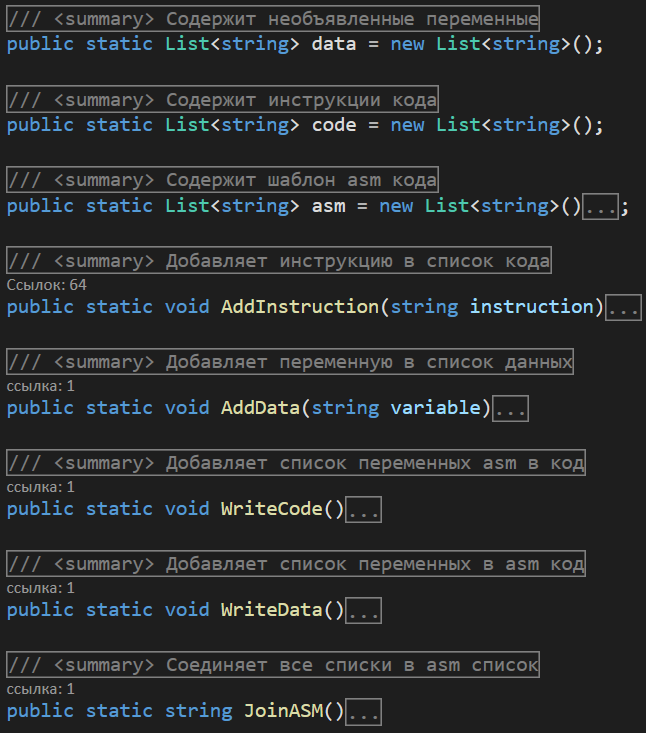 /// <summary> Содержит необъявленные переменные
public static List<string> data = new List<string>();
/// <summary> Содержит инструкции кода
public static List<string> code = new List<string>();
/// <summary> Содержит шаблон asm кода
public static List<string> asm = new List<string>()...;
/// <summary> Добавляет инструкцию в список кода
Ссылок: 64
public static void AddInstruction(string instruction)...
/// <summary> Добавляет переменную в список данных
ссылка: 1
public static void AddData(string variable)...
/// <summary> Добавляет список переменных asm в код
ссылка: 1
public static void WriteCode()...
/// <summary> Добавляет список переменных в asm код
ссылка: 1
public static void WriteData()...
/// <summary> Соединяет все списки в asm список
ссылка: 1
public static string JoinASM()...